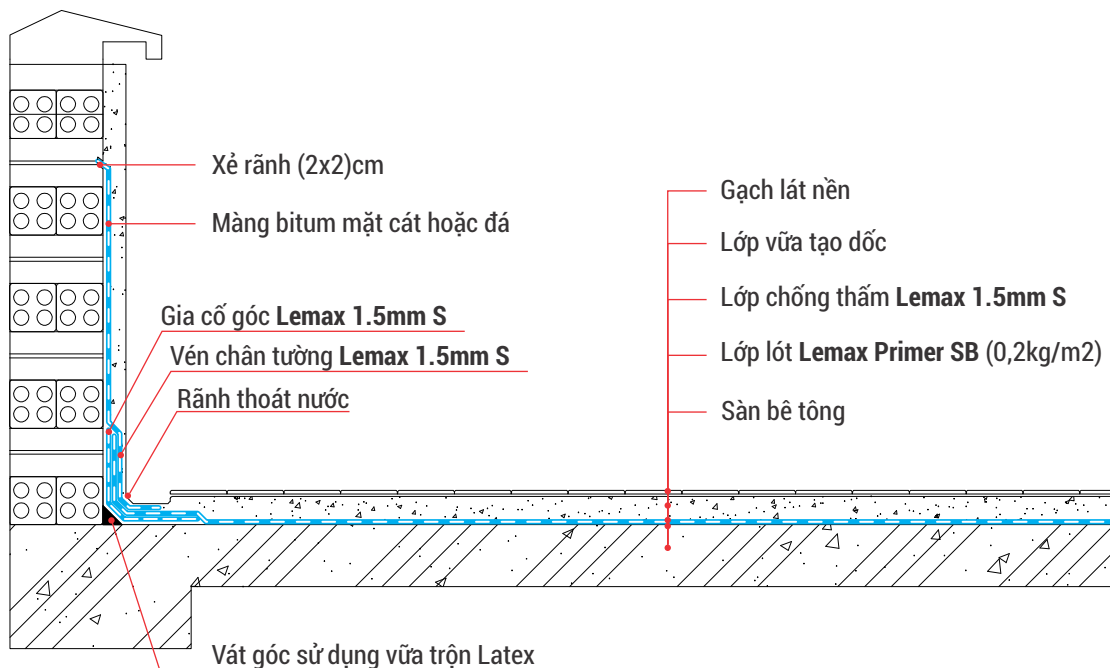 Xẻ rãnh (2x2)cm
Màng bitum mặt cát hoặc đá
Gia cố góc Lemax 1.5mm S
Vén chân tường Lemax 1.5mm S
Rãnh thoát nước
Gạch lát nền
Lớp vữa tạo dốc
Lớp chống thấm Lemax 1.5mm S
Lớp lót Lemax Primer SB (0,2kg/m2)
Sàn bê tông
Vát góc sử dụng vữa trộn Latex